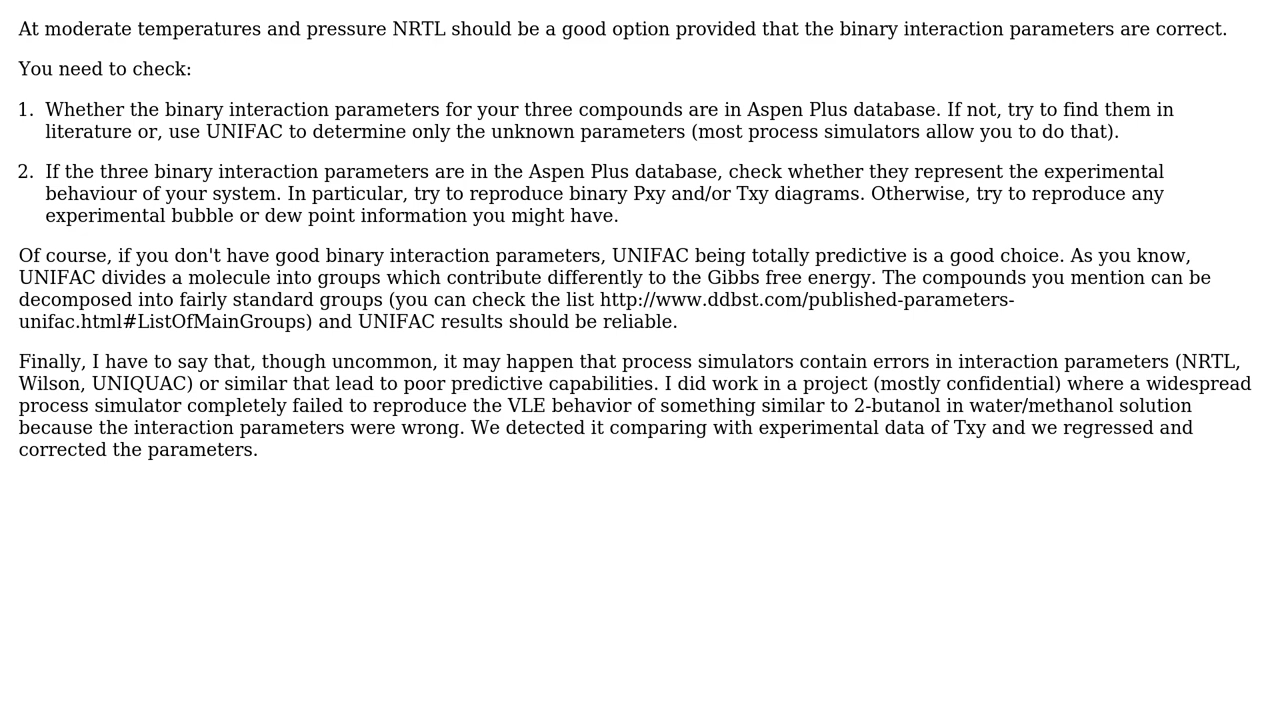 At moderate temperatures and pressure NRTL should be a good option provided that the binary interaction parameters are correct.
You need to check:
1. Whether the binary interaction parameters for your three compounds are in Aspen Plus database. If not, try to find them in
literature or, use UNIFAC to determine only the unknown parameters (most process simulators allow you to do that).
2. If the three binary interaction parameters are in the Aspen Plus database, check whether they represent the experimental
behaviour of your system. In particular, try to reproduce binary Pxy and/or Txy diagrams. Otherwise, try to reproduce any
experimental bubble or dew point information you might have.
Of course, if you don't have good binary interaction parameters, UNIFAC being totally predictive is a good choice. As you know,
UNIFAC divides a molecule into groups which contribute differently to the Gibbs free energy. The compounds you mention can be
decomposed into fairly standard groups (you can check the list http://www.ddbst.com/published-parameters-
unifac.html#ListOfMainGroups) and UNIFAC results should be reliable.
Finally, I have to say that, though uncommon, it may happen that process simulators contain errors in interaction parameters (NRTL,
Wilson, UNIQUAC) or similar that lead to poor predictive capabilities. I did work in a project (mostly confidential) where a widespread
process simulator completely failed to reproduce the VLE behavior of something similar to 2-butanol in water/methanol solution
because the interaction parameters were wrong. We detected it comparing with experimental data of Txy and we regressed and
corrected the parameters.